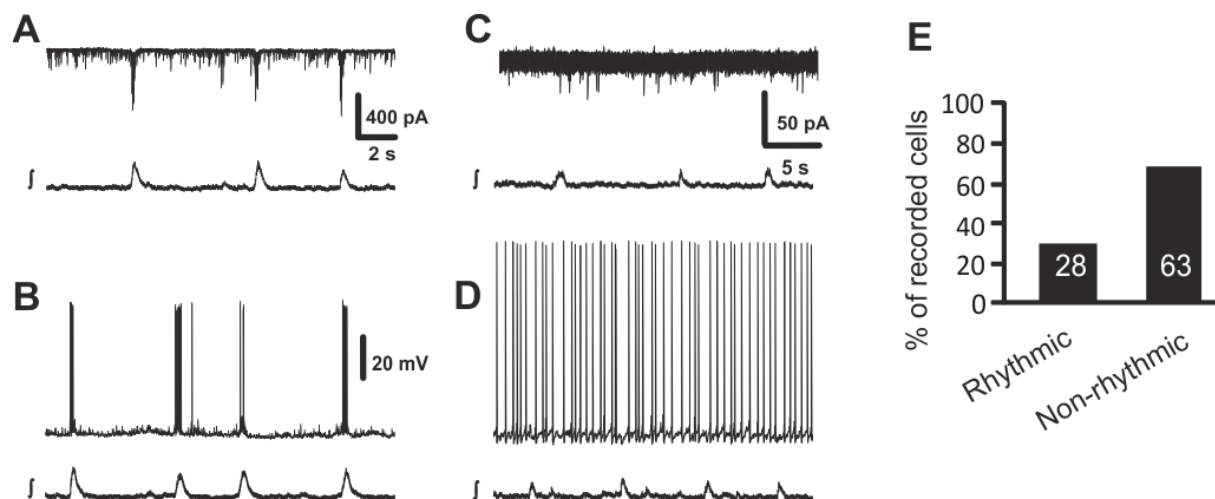 A
400 pA
2 s
∫
B
20 mV
∫
C
50 pA
5 s
∫
D
∫
E
% of recorded cells
100
80
60
40
20
0
28
63
Rhythmic
Non-rhythmic